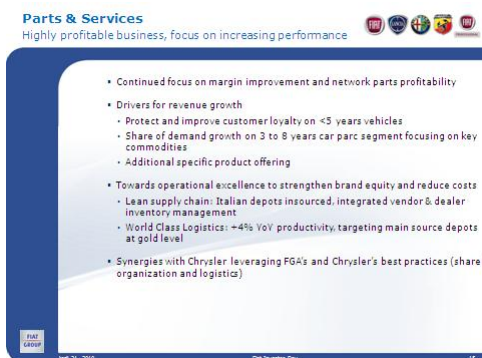 Parts & Services
Highly profitable business, focus on increasing performance
FIAT
• Continued focus on margin improvement and network parts profitability
• Drivers for revenue growth
• Protect and improve customer loyalty on <5 years vehicles
• Share of demand growth on 3 to 8 years car parc segment focusing on key
commodities
• Additional specific product offering
• Towards operational excellence to strengthen brand equity and reduce costs
• Lean supply chain: Italian depots insourced, integrated vendor & dealer
inventory management
• World Class Logistics: +4% YoY productivity, targeting main source depots
at gold level
• Synergies with Chrysler leveraging FGA's and Chrysler's best practices (share
organization and logistics)
FIAT
GROUP